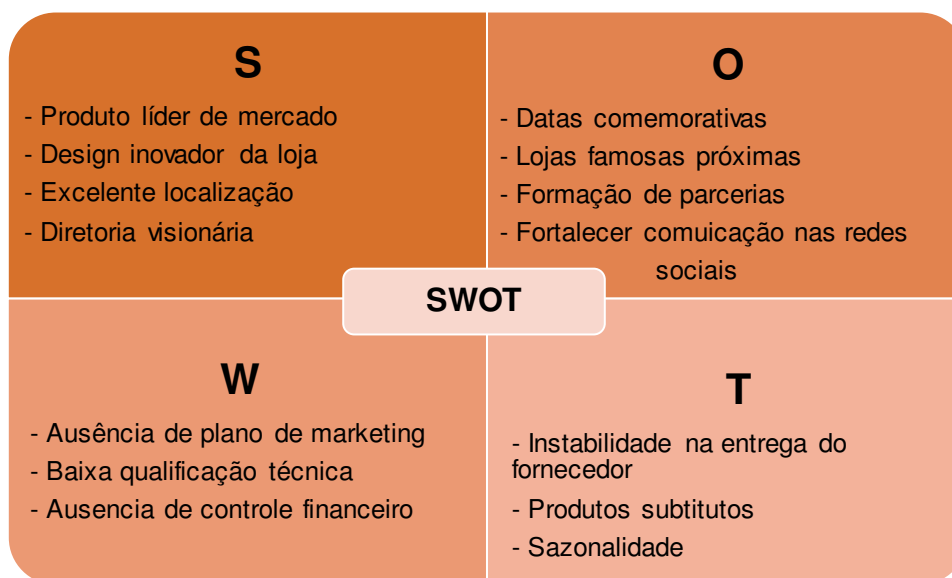 S
- Produto líder de mercado
- Design inovador da loja
- Excelente localização
- Diretoria visionária
O
- Datas comemorativas
- Lojas famosas próximas
- Formação de parcerias
- Fortalecer comuicação nas redes
sociais
SWOT
W
- Ausência de plano de marketing
- Baixa qualificação técnica
- Ausencia de controle financeiro
T
- Instabilidade na entrega do
fornecedor
- Produtos subtitutos
- Sazonalidade